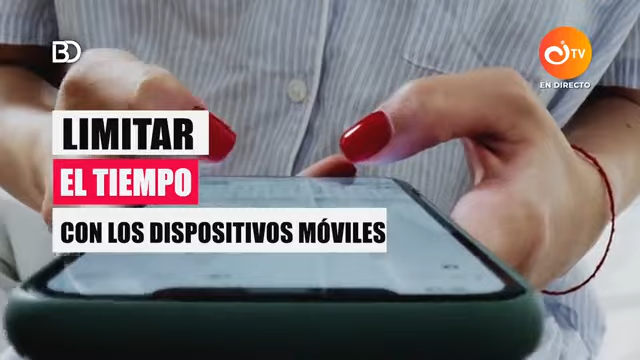 BD
TV
EN DIRECTO
LIMITAR
EL TIEMPO
CON LOS DISPOSITIVOS MÓVILES